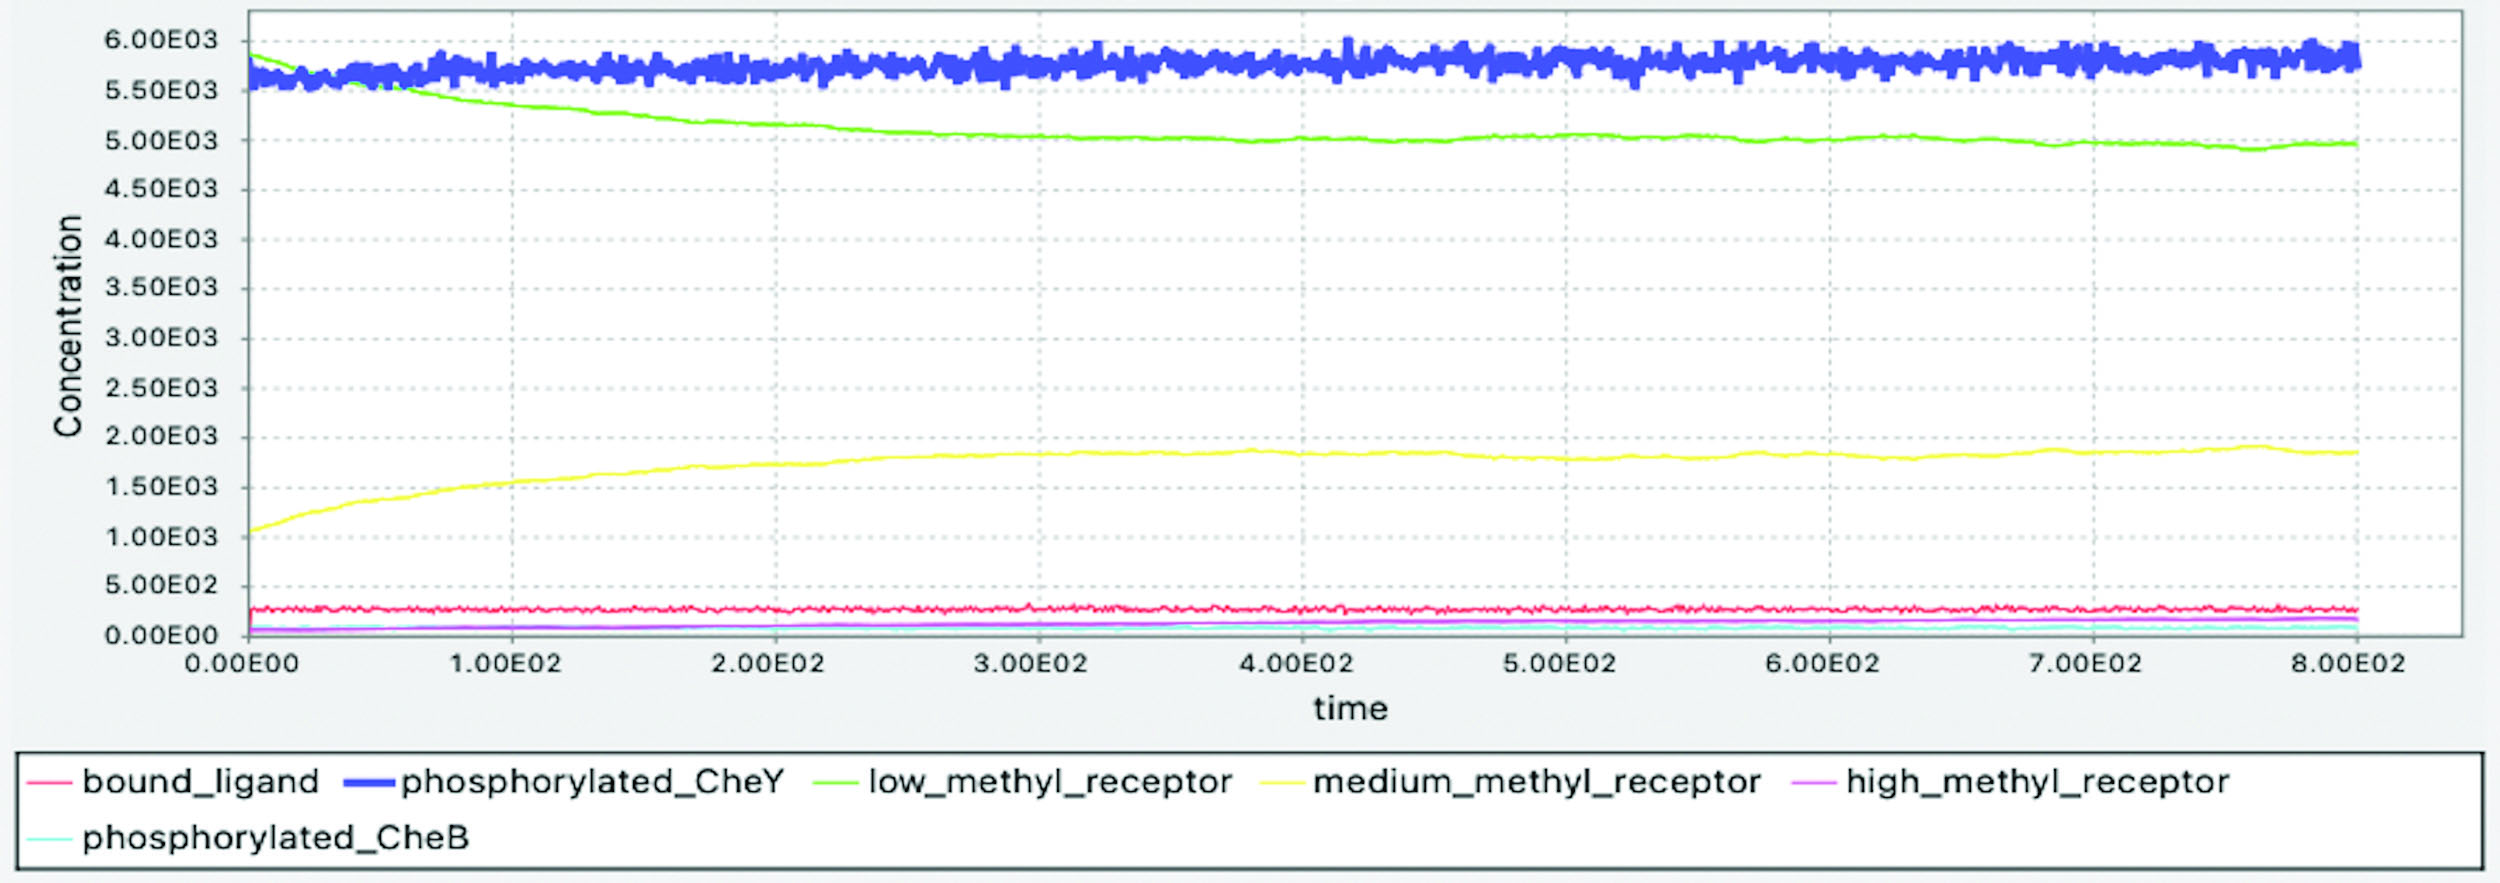 6.00E03
5.50E03
5.00E03
4.50E03
4.00E03
3.50E03
3.00E03
2.50E03
2.00E03
1.50E03
1.00E03
5.00E02
0.00E00
Concentration
0.00E00 1.00E02 2.00E02 3.00E02 4.00E02 5.00E02 6.00E02 7.00E02 8.00E02
time
bound_ligand phosphorylated_CheY low_methyl_receptor medium_methyl_receptor high_methyl_receptor
phosphorylated_CheB